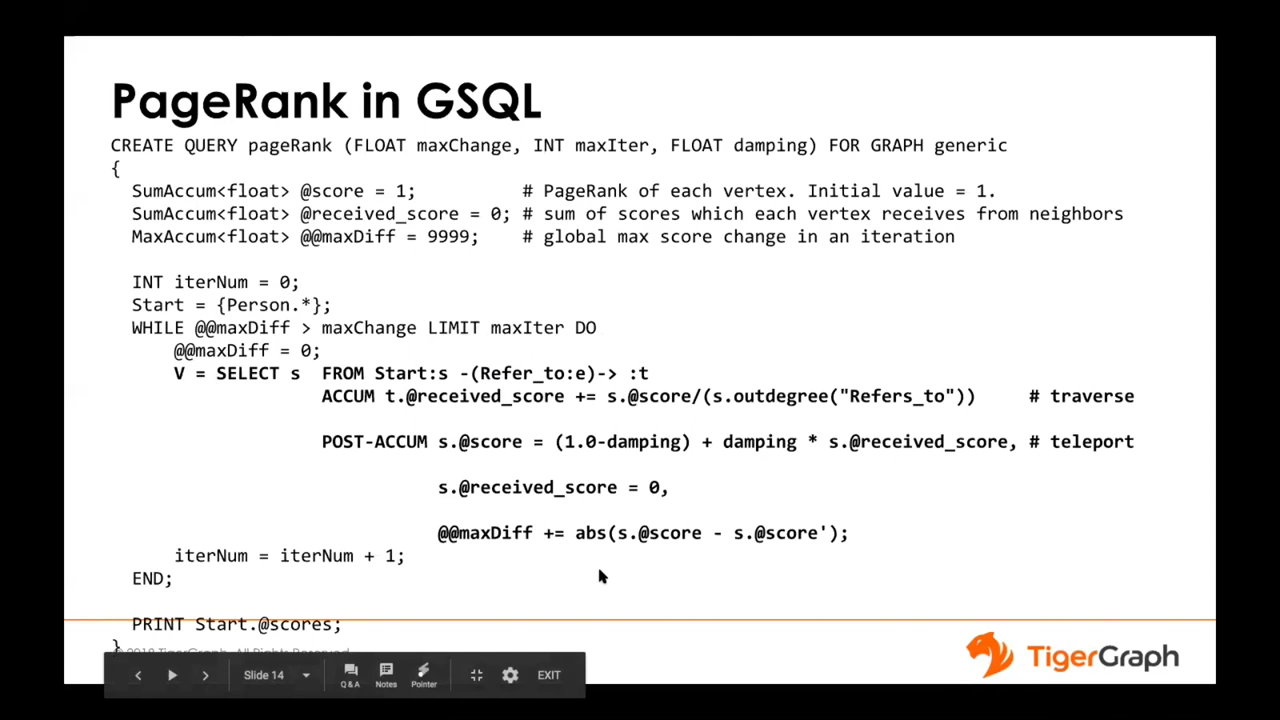 PageRank in GSQL
CREATE QUERY pageRank (FLOAT maxChange, INT maxIter, FLOAT damping) FOR GRAPH generic
{
SumAccum<float> @score = 1; # PageRank of each vertex. Initial value = 1.
SumAccum<float> @received_score = 0; # sum of scores which each vertex receives from neighbors
MaxAccum<float> @@maxDiff = 9999; # global max score change in an iteration
INT iterNum = 0;
Start = {Person.*};
WHILE @@maxDiff > maxChange LIMIT maxIter DO
@@maxDiff = 0;
V = SELECT s FROM Start:s -(Refer_to:e)-> :t
ACCUM t.@received_score += s.@score/(s.outdegree("Refers_to")) # traverse
POST-ACCUM s.@score = (1.0-damping) + damping * s.@received_score, # teleport
s.@received_score = 0,
@@maxDiff += abs(s.@score - s.@score');
iterNum = iterNum + 1;
END;
PRINT Start.@scores;
}
© 2018 TigerGraph. All Rights Reserved
TigerGraph
Slide 14
Q & A
Notes
Pointer
EXIT